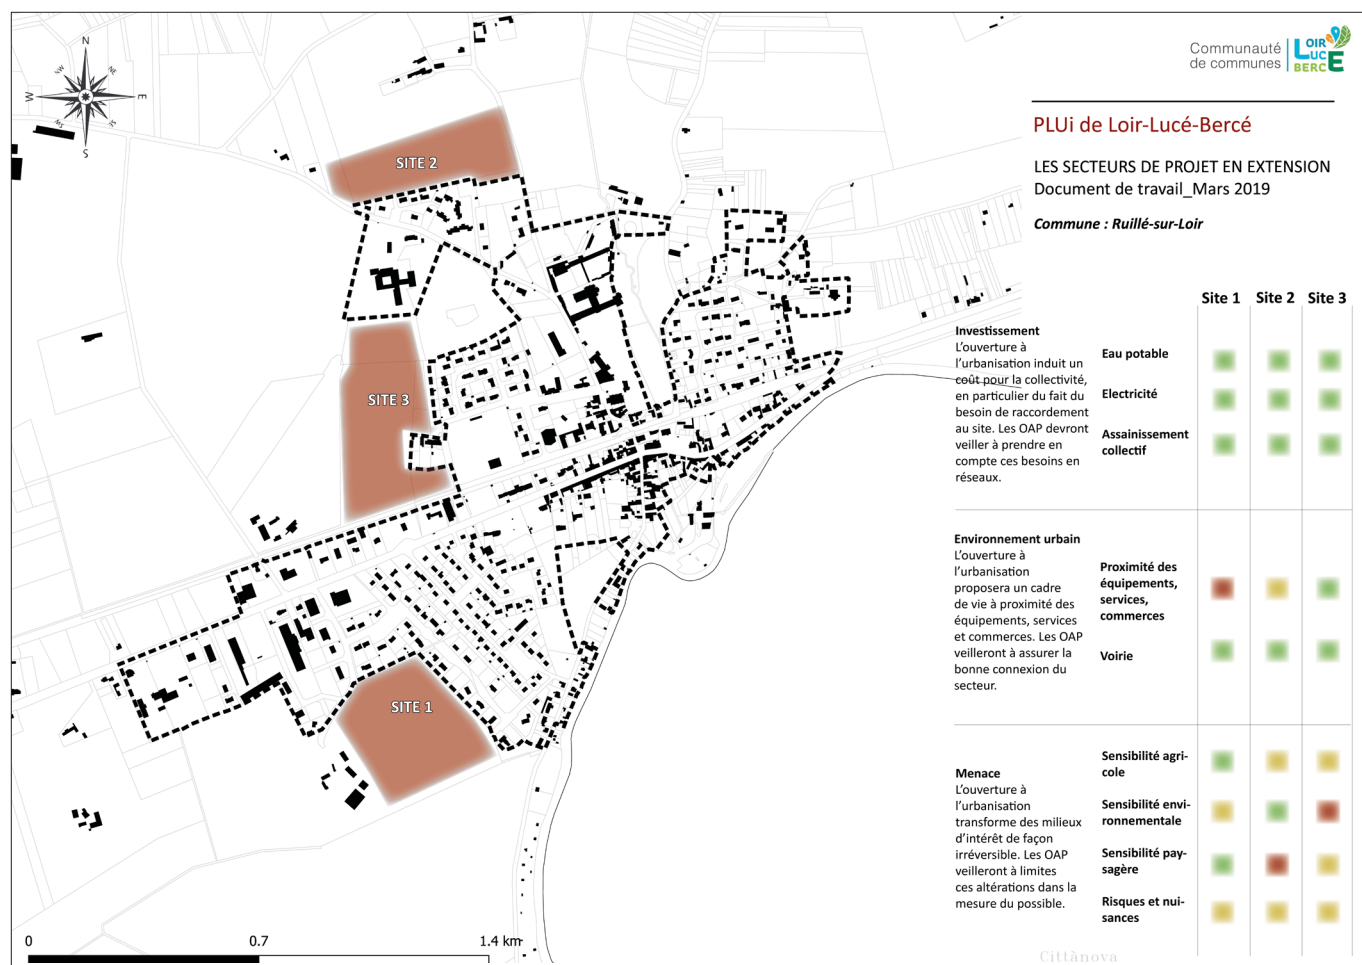 Communauté
de communes
LOIR
LUCE
BERCE
PLUi de Loir-Lucé-Bercé
LES SECTEURS DE PROJET EN EXTENSION
Document de travail_Mars 2019
Commune : Ruillé-sur-Loir
N
NE
E
SE
S
SW
W
NW
SITE 2
SITE 3
SITE 1
0
0.7
1.4 km
Site 1 Site 2 Site 3
Investissement
L'ouverture à
l'urbanisation induit un
coût pour la collectivité,
en particulier du fait du
besoin de raccordement
au site. Les OAP devront
veiller à prendre en
compte ces besoins en
réseaux.
Eau potable
Electricité
Assainissement
collectif
Environnement urbain
L'ouverture à
l'urbanisation
proposera un cadre
de vie à proximité des
équipements, services
et commerces. Les OAP
veilleront à assurer la
bonne connexion du
secteur.
Proximité des
équipements,
services,
commerces
Voirie
Menace
L'ouverture à
l'urbanisation
transforme des milieux
d'intérêt de façon
irréversible. Les OAP
veilleront à limites
ces altérations dans la
mesure du possible.
Sensibilité agri-
cole
Sensibilité envi-
ronnementale
Sensibilité pay-
sagère
Risques et nui-
sances
Cittànova